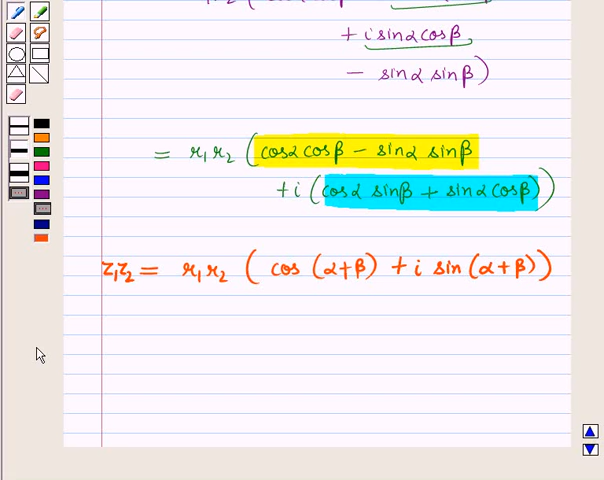 + i sinα cosβ
− sinα sinβ)
= r₁r₂ (cosα cosβ − sinα sinβ
+ i (cosα sinβ + sinα cosβ))
z₁z₂ = r₁r₂ ( cos (α+β) + i sin (α+β))